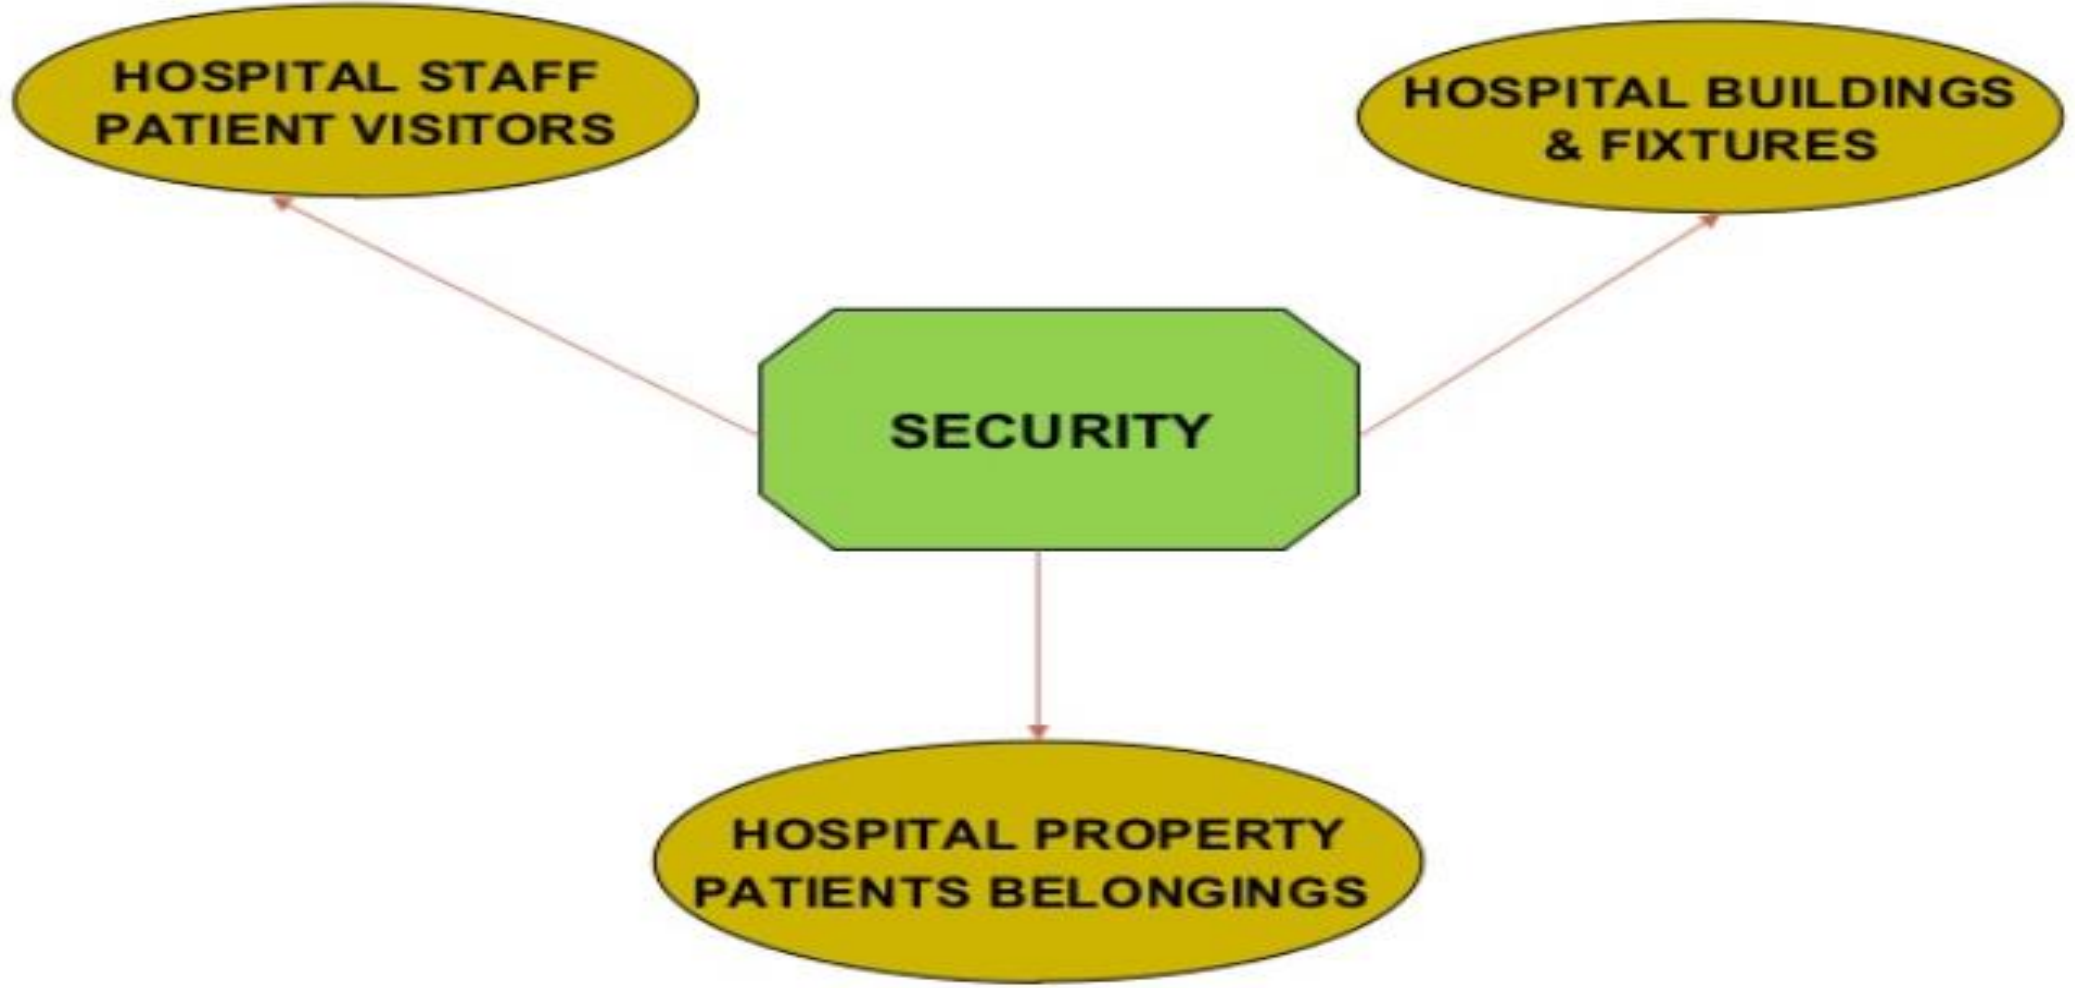 HOSPITAL STAFF
PATIENT VISITORS
HOSPITAL BUILDINGS
& FIXTURES
SECURITY
HOSPITAL PROPERTY
PATIENTS BELONGINGS